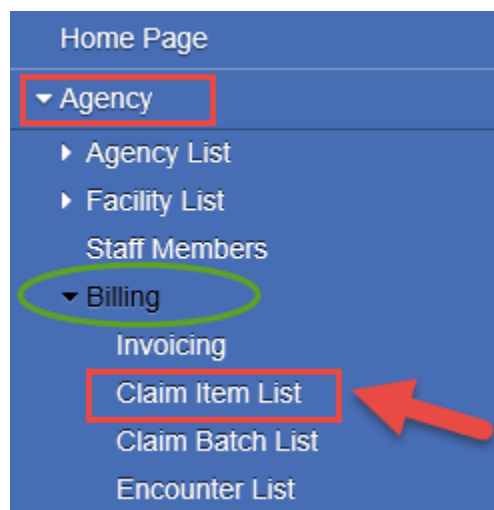 Home Page
Agency
Agency List
Facility List
Staff Members
Billing
Invoicing
Claim Item List
Claim Batch List
Encounter List